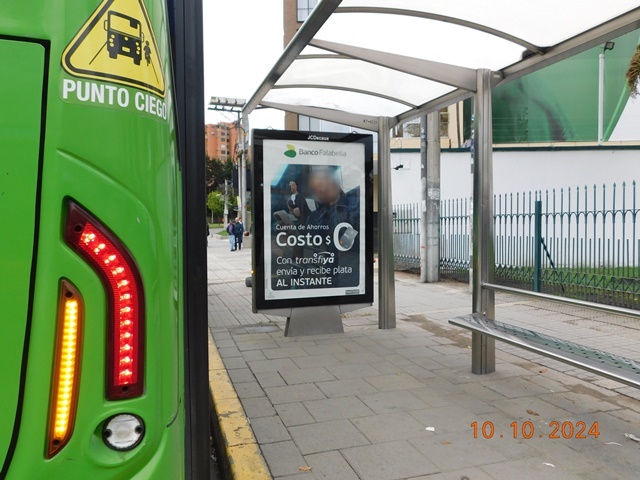 PUNTO CIEGO
JCDecaux
Banco Falabella
Cuenta de Ahorros
Costo $0
Con transfiya
envía y recibe plata
AL INSTANTE
10 10 2024